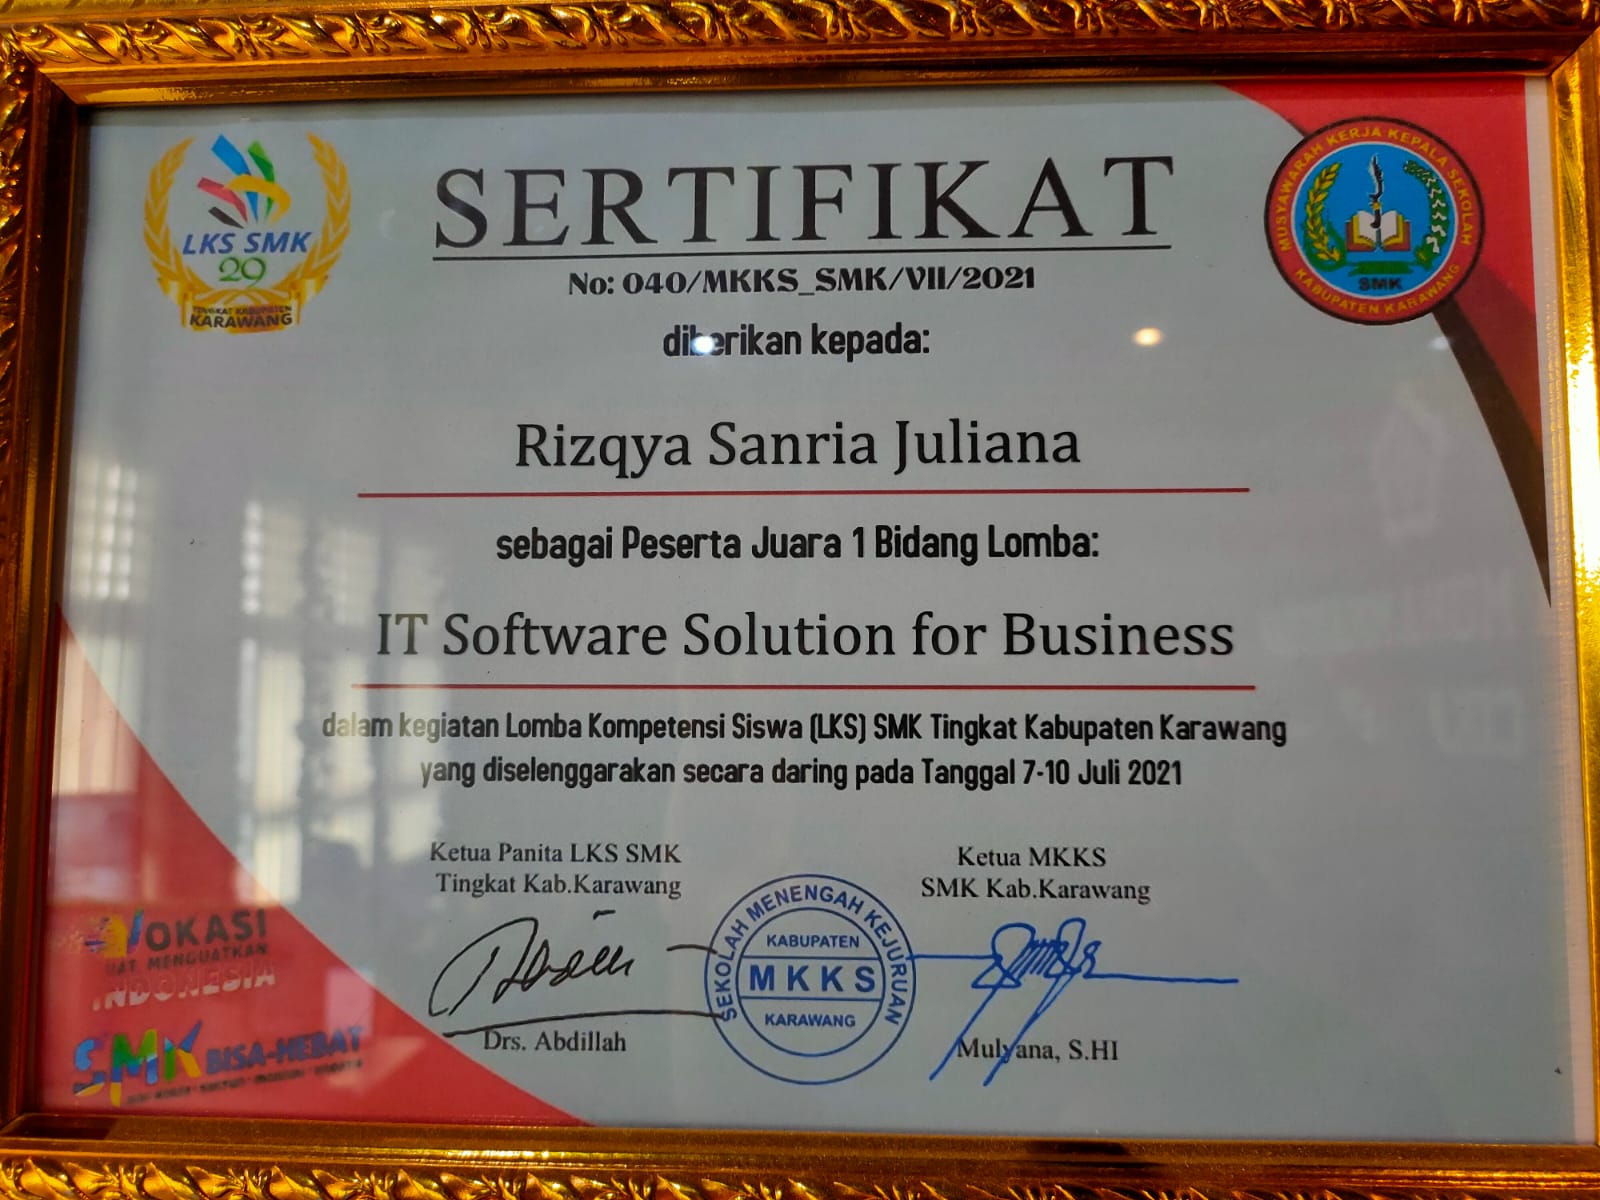 LKS SMK
29
TINGKAT KABUPATEN
KARAWANG
SERTIFIKAT
No: 040/MKKS_SMK/VII/2021
MUSYAWARAH KERJA KEPALA SEKOLAH
SMK
KABUPATEN KARAWANG
diberikan kepada:
Rizqya Sanria Juliana
sebagai Peserta Juara 1 Bidang Lomba:
IT Software Solution for Business
dalam kegiatan Lomba Kompetensi Siswa (LKS) SMK Tingkat Kabupaten Karawang
yang diselenggarakan secara daring pada Tanggal 7-10 Juli 2021
Ketua Panita LKS SMK
Tingkat Kab.Karawang
Drs. Abdillah
SEKOLAH MENENGAH KEJURUAN
KABUPATEN
MKKS
KARAWANG
Ketua MKKS
SMK Kab.Karawang
Mulyana, S.HI
VOKASI
KUAT MENGUATKAN
INDONESIA
SMK BISA-HEBAT